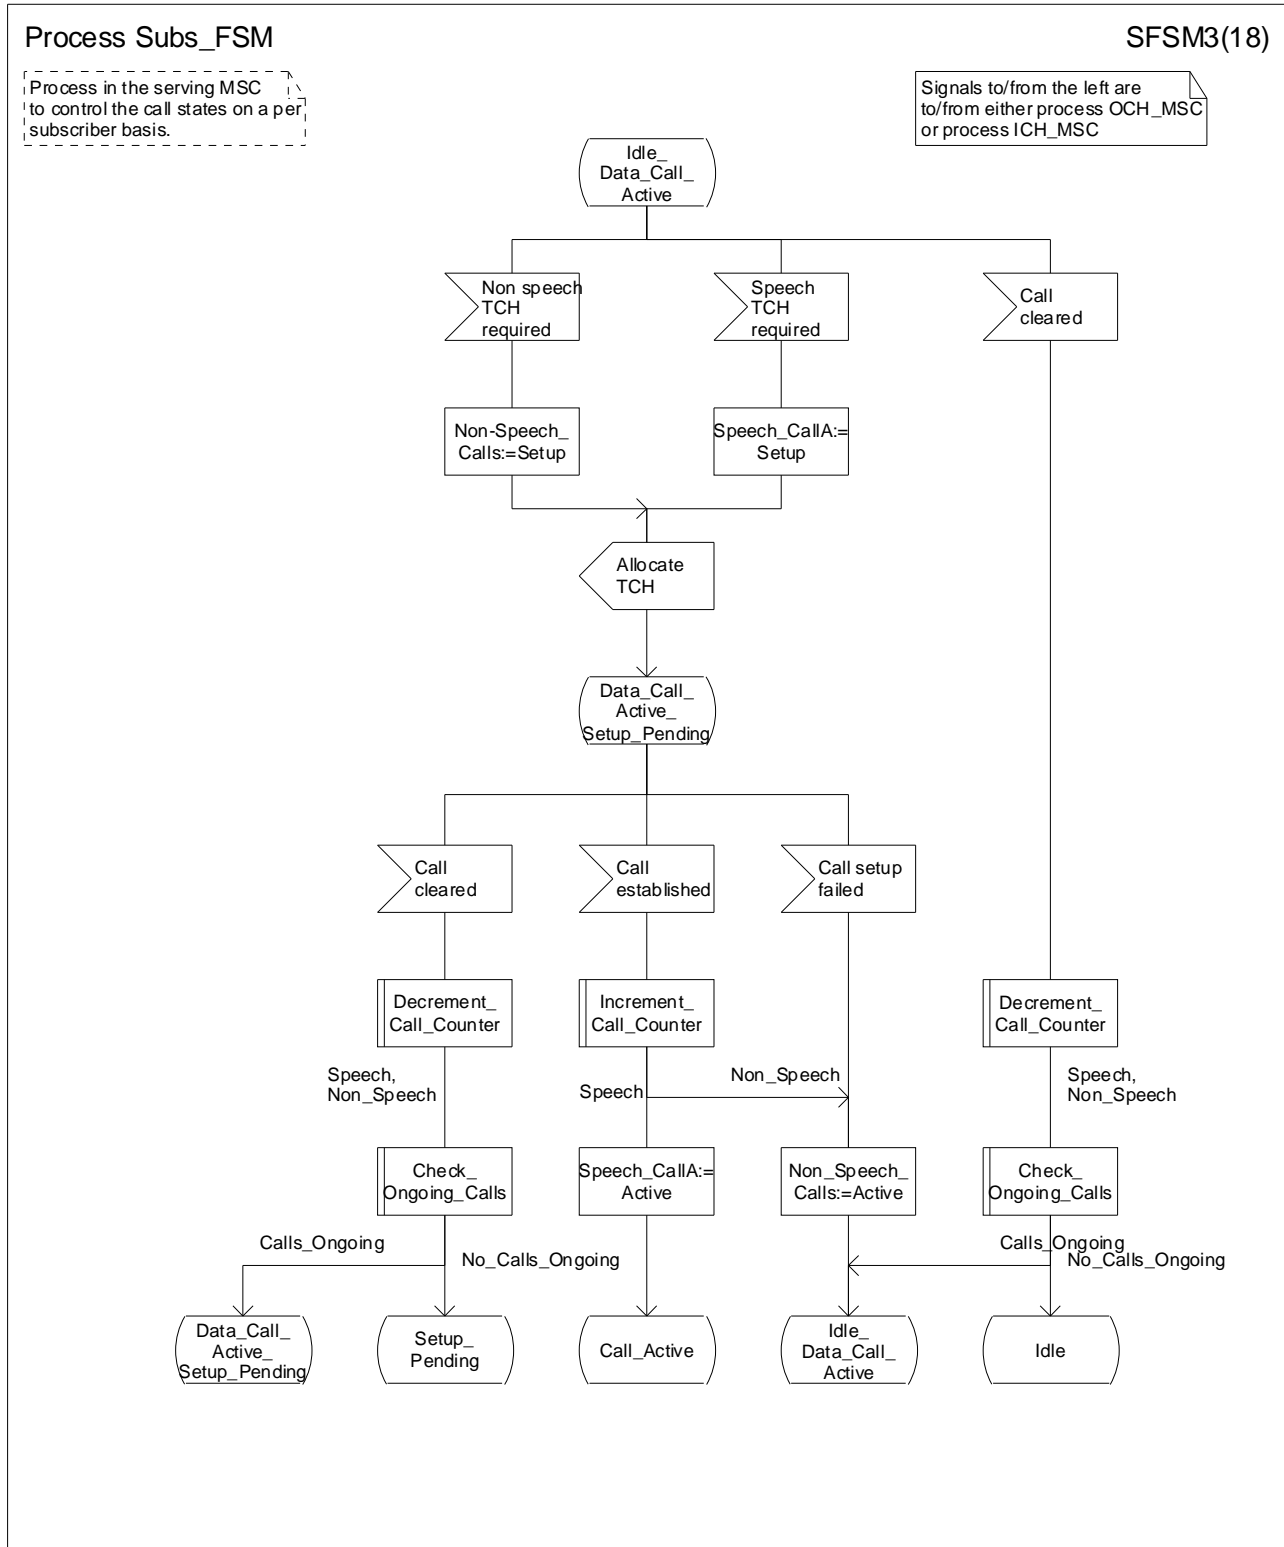 Process Subs_FSM
SFSM3(18)
Process in the serving MSC
to control the call states on a per
subscriber basis.
Signals to/from the left are
to/from either process OCH_MSC
or process ICH_MSC
Idle_
Data_Call_
Active
Non speech
TCH
required
Speech
TCH
required
Call
cleared
Non-Speech_
Calls:=Setup
Speech_CallA:=
Setup
Allocate
TCH
Data_Call_
Active_
Setup_Pending
Call
cleared
Call
established
Call setup
failed
Decrement_
Call_Counter
Increment_
Call_Counter
Decrement_
Call_Counter
Speech,
Non_Speech
Speech
Non_Speech
Speech,
Non_Speech
Check_
Ongoing_Calls
Speech_CallA:=
Active
Non_Speech_
Calls:=Active
Check_
Ongoing_Calls
Calls_Ongoing
No_Calls_Ongoing
Calls_Ongoing
No_Calls_Ongoing
Data_Call_
Active_
Setup_Pending
Setup_
Pending
Call_Active
Idle_
Data_Call_
Active
Idle